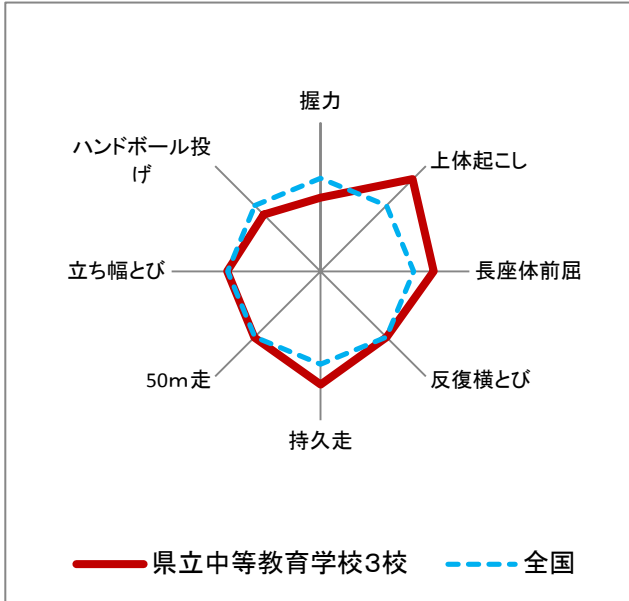 握力
上体起こし
ハンドボール投
げ
長座体前屈
立ち幅とび
反復横とび
50m走
持久走
県立中等教育学校3校
全国